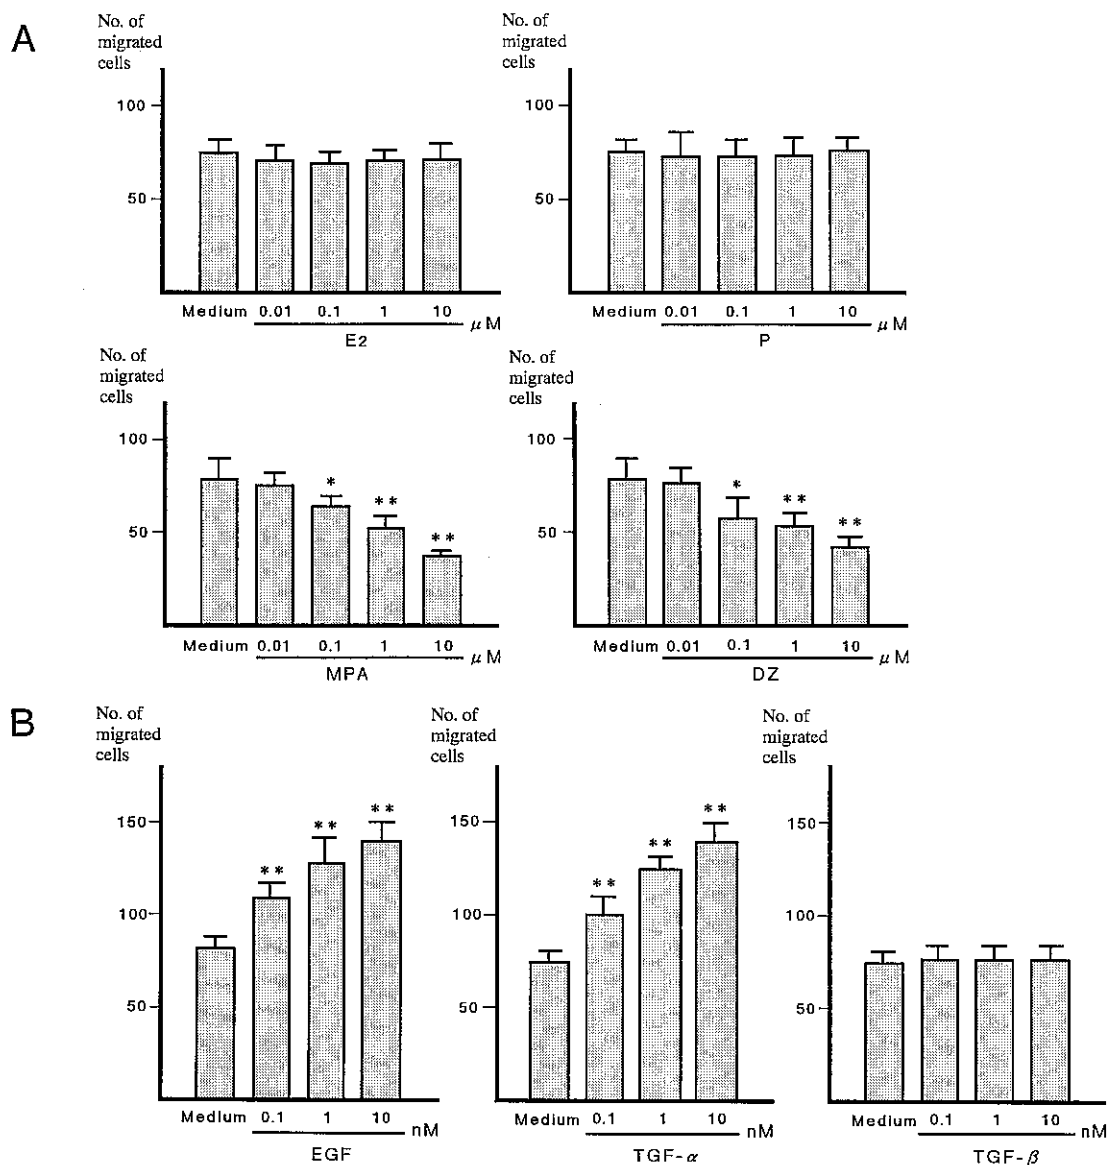 A
No. of
migrated
cells
100
50
Medium 0.01 0.1 1 10 μM
E2
No. of
migrated
cells
100
50
Medium 0.01 0.1 1 10 μM
P
No. of
migrated
cells
100
50
* ** **
Medium 0.01 0.1 1 10 μM
MPA
No. of
migrated
cells
100
50
* ** **
Medium 0.01 0.1 1 10 μM
DZ
B
No. of
migrated
cells
150
100
50
** ** **
Medium 0.1 1 10 nM
EGF
No. of
migrated
cells
150
100
50
** ** **
Medium 0.1 1 10 nM
TGF-α
No. of
migrated
cells
150
100
50
Medium 0.1 1 10 nM
TGF-β